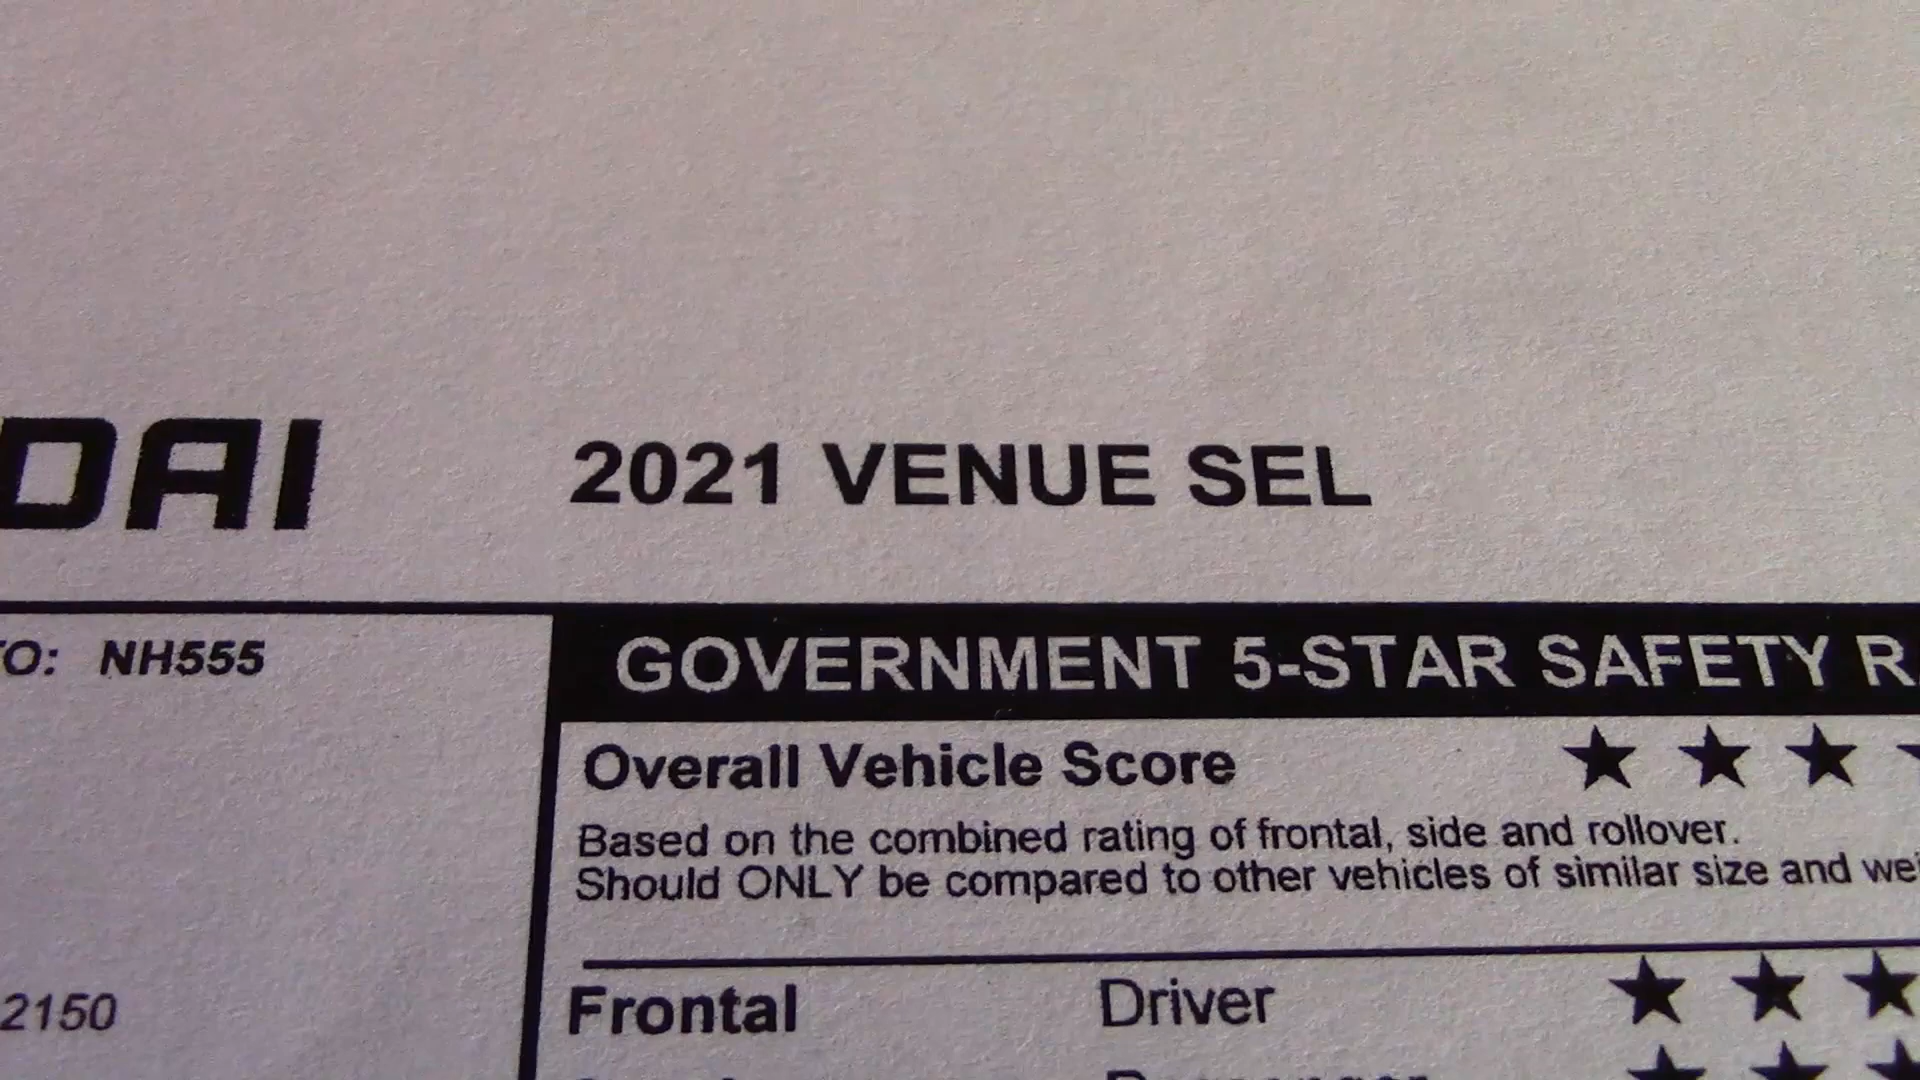 DAI 2021 VENUE SEL
TO: NH555
GOVERNMENT 5-STAR SAFETY
Overall Vehicle Score ★ ★ ★
Based on the combined rating of frontal, side and rollover.
Should ONLY be compared to other vehicles of similar size and
Frontal Driver ★ ★ ★
2150